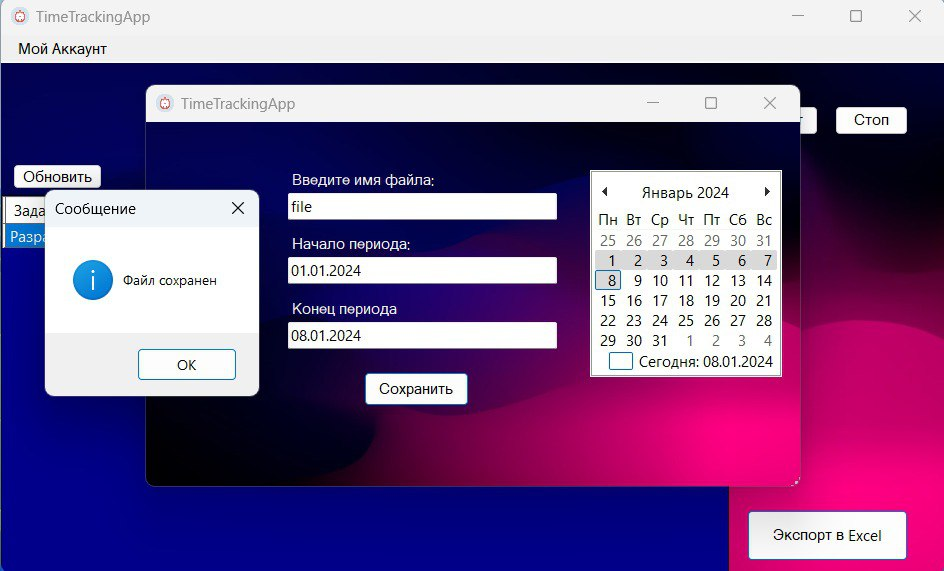 TimeTrackingApp
Мой Аккаунт
TimeTrackingApp
Стоп
Обновить
Введите имя файла:
file
Начало периода:
01.01.2024
Конец периода
08.01.2024
Сохранить
Январь 2024
Пн Вт Ср Чт Пт Сб Вс
25 26 27 28 29 30 31
1 2 3 4 5 6 7
8 9 10 11 12 13 14
15 16 17 18 19 20 21
22 23 24 25 26 27 28
29 30 31 1 2 3 4
Сегодня: 08.01.2024
Сообщение
Файл сохранен
OK
Экспорт в Excel